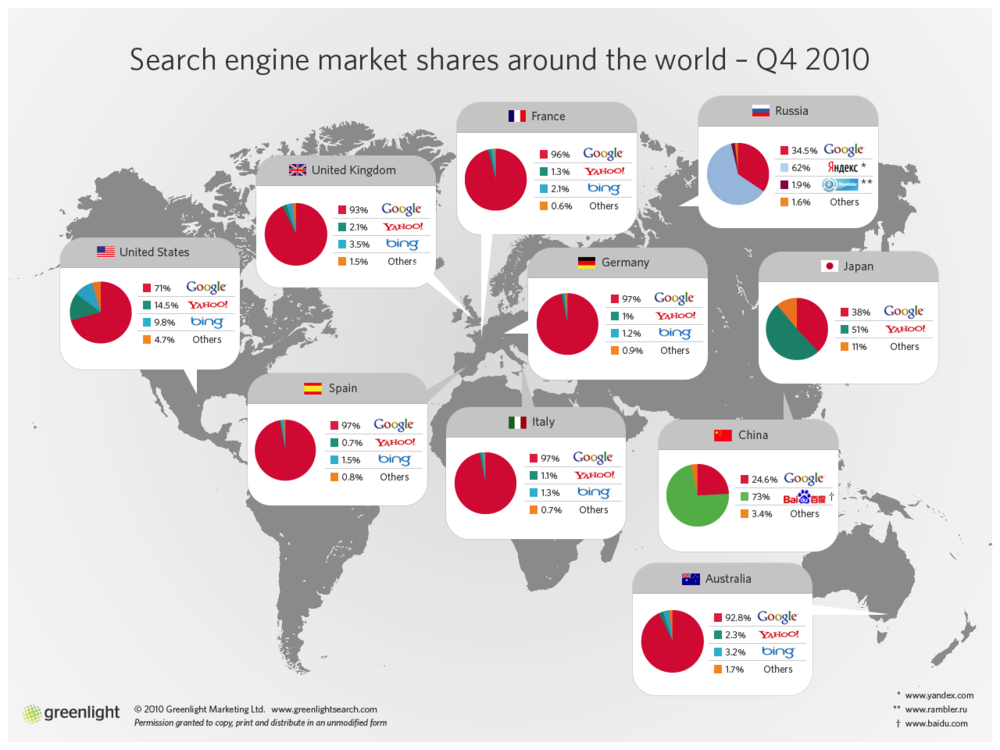 Search engine market shares around the world – Q4 2010
France
96% Google
1.3% YAHOO!
2.1% bing
0.6% Others
Russia
34.5% Google
62% Яндекс *
1.9% **
1.6% Others
United Kingdom
93% Google
2.1% YAHOO!
3.5% bing
1.5% Others
United States
71% Google
14.5% YAHOO!
9.8% bing
4.7% Others
Germany
97% Google
1% YAHOO!
1.2% bing
0.9% Others
Japan
38% Google
51% YAHOO!
11% Others
Spain
97% Google
0.7% YAHOO!
1.5% bing
0.8% Others
Italy
97% Google
1.1% YAHOO!
1.3% bing
0.7% Others
China
24.6% Google
73% Bai du 百度 †
3.4% Others
Australia
92.8% Google
2.3% YAHOO!
3.2% bing
1.7% Others
greenlight
© 2010 Greenlight Marketing Ltd. www.greenlightsearch.com
Permission granted to copy, print and distribute in an unmodified form
* www.yandex.com
** www.rambler.ru
† www.baidu.com